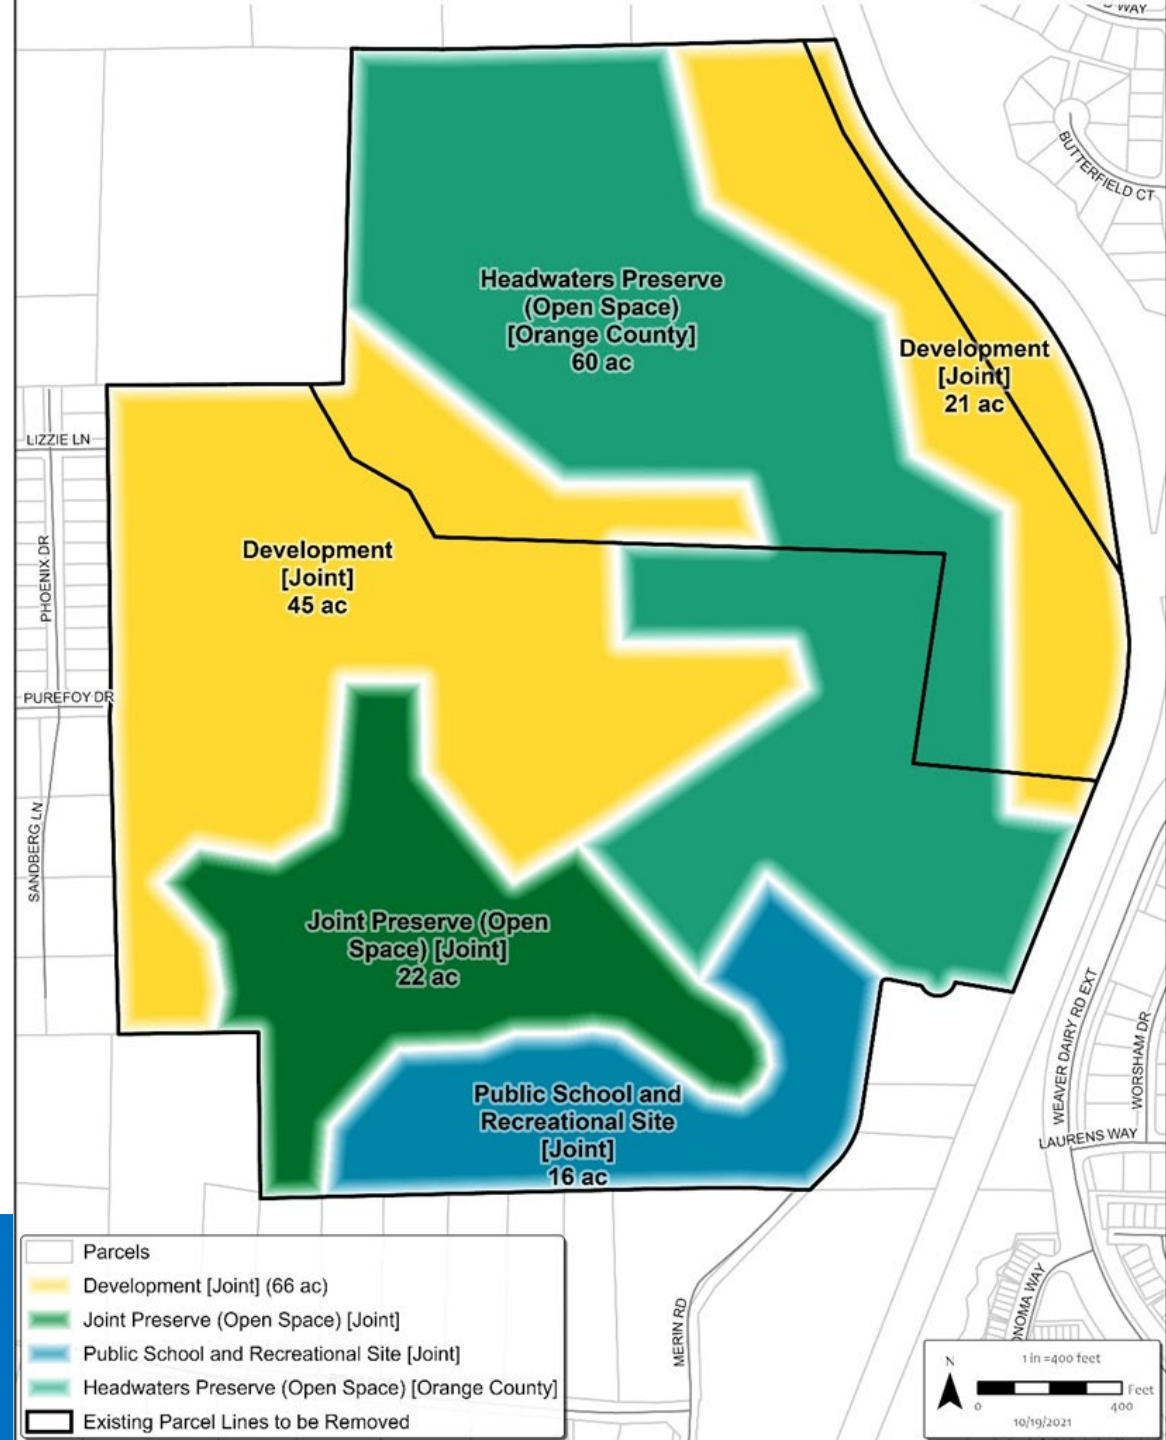 WAY
BUTTERFIELD CT
Headwaters Preserve
(Open Space)
[Orange County]
60 ac
Development
[Joint]
21 ac
LIZZIE LN
PHOENIX DR
Development
[Joint]
45 ac
PUREFOY DR
SANDBERG LN
Joint Preserve (Open
Space) [Joint]
22 ac
WEAVER DAIRY RD EXT
WORSHAM DR
LAURENS WAY
Public School and
Recreational Site
[Joint]
16 ac
MERIN RD
Parcels
Development [Joint] (66 ac)
Joint Preserve (Open Space) [Joint]
Public School and Recreational Site [Joint]
Headwaters Preserve (Open Space) [Orange County]
Existing Parcel Lines to be Removed
WAY
N
1 in =400 feet
Feet
0 400
10/19/2021